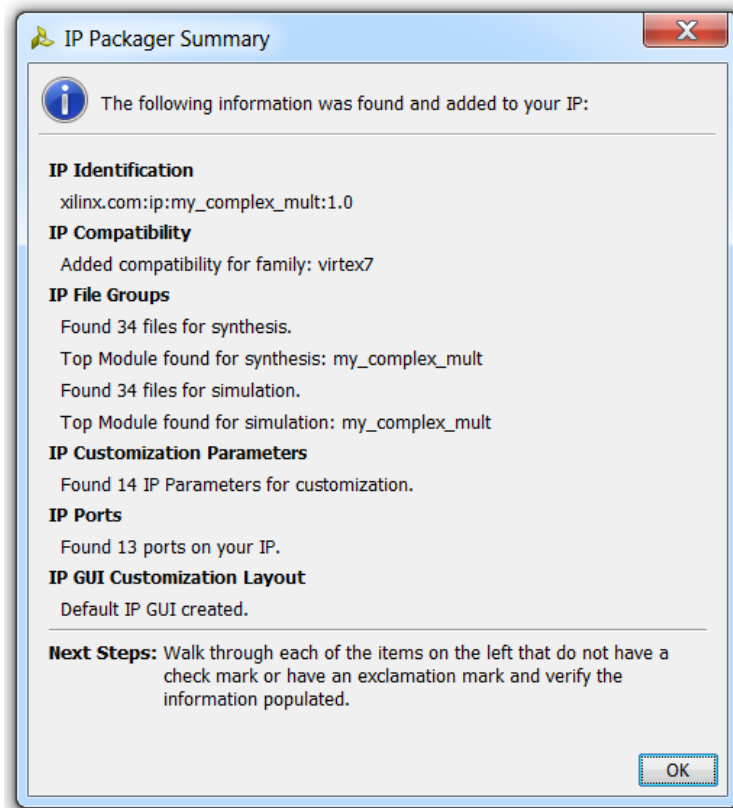 IP Packager Summary
The following information was found and added to your IP:
IP Identification
xilinx.com:ip:my_complex_mult:1.0
IP Compatibility
Added compatibility for family: virtex7
IP File Groups
Found 34 files for synthesis.
Top Module found for synthesis: my_complex_mult
Found 34 files for simulation.
Top Module found for simulation: my_complex_mult
IP Customization Parameters
Found 14 IP Parameters for customization.
IP Ports
Found 13 ports on your IP.
IP GUI Customization Layout
Default IP GUI created.
Next Steps: Walk through each of the items on the left that do not have a
check mark or have an exclamation mark and verify the
information populated.
OK